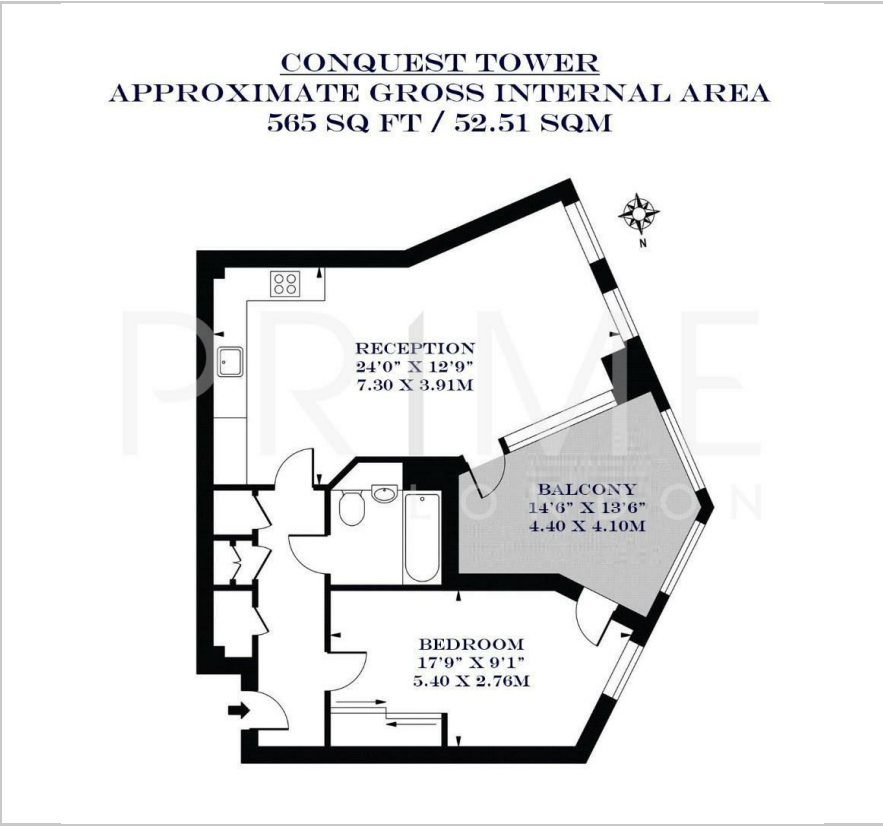 CONQUEST TOWER
APPROXIMATE GROSS INTERNAL AREA
565 SQ FT / 52.51 SQM
N
PRIME
RECEPTION
24'0" X 12'9"
7.30 X 3.91M
LONDON
BALCONY
14'6" X 13'6"
4.40 X 4.10M
BEDROOM
17'9" X 9'1"
5.40 X 2.76M